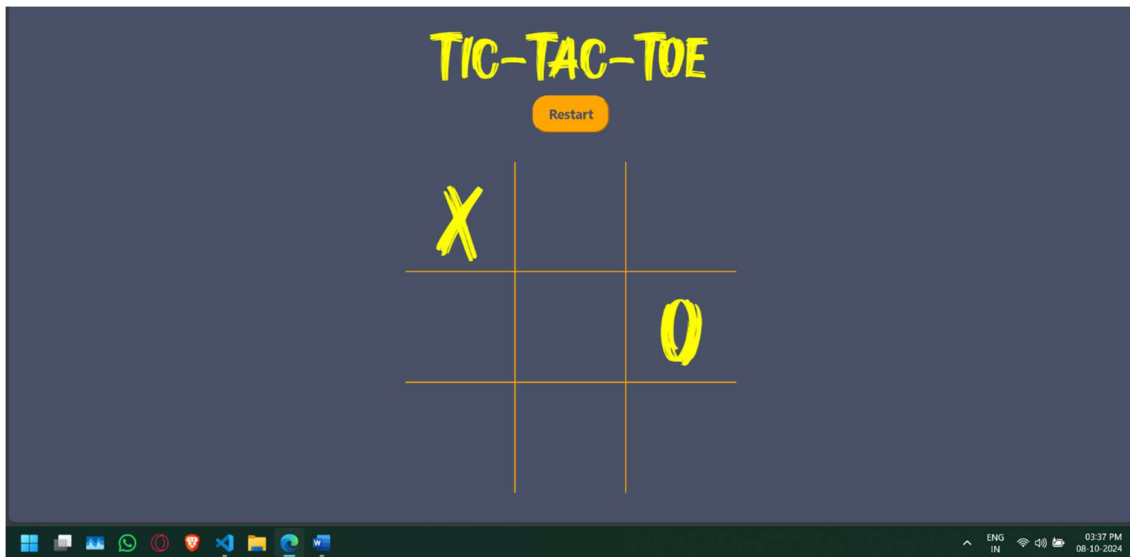 TIC-TAC-TOE
Restart
X
O
ENG
IN
03:37 PM
08-10-2024